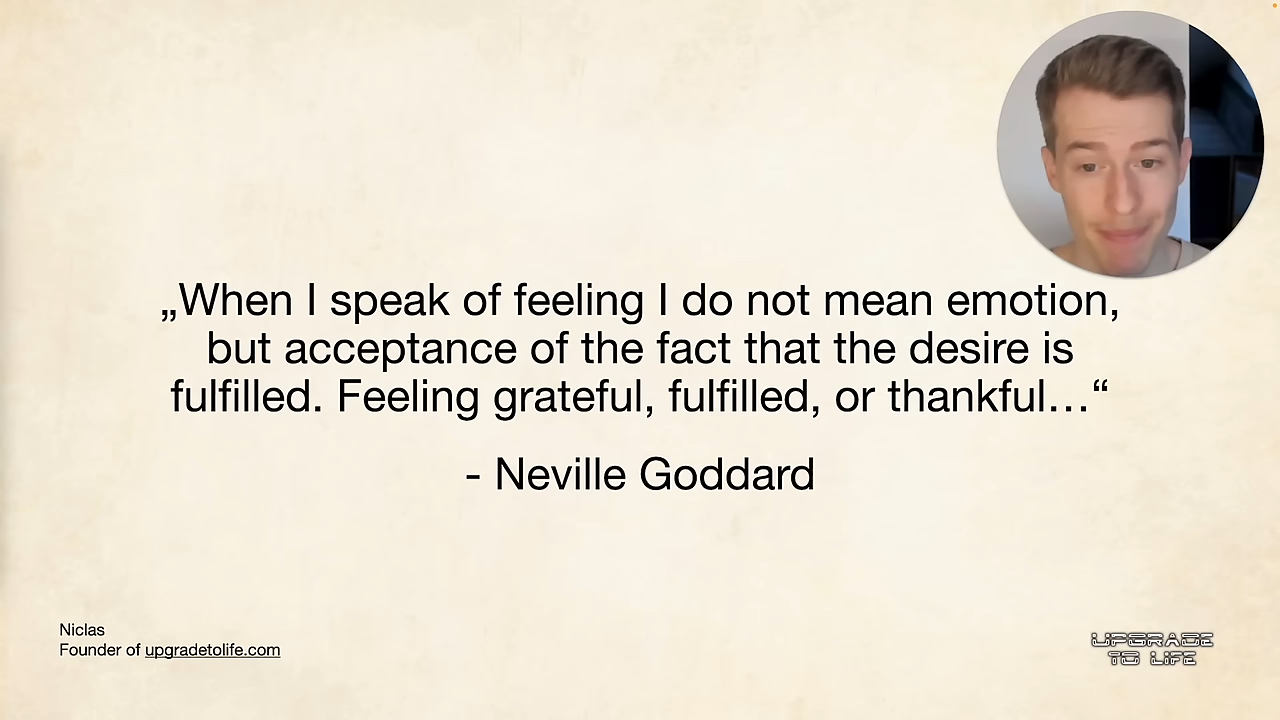 „When I speak of feeling I do not mean emotion,
but acceptance of the fact that the desire is
fulfilled. Feeling grateful, fulfilled, or thankful…“
- Neville Goddard
Niclas
Founder of upgradetolife.com
UPGRADE
TO LIFE